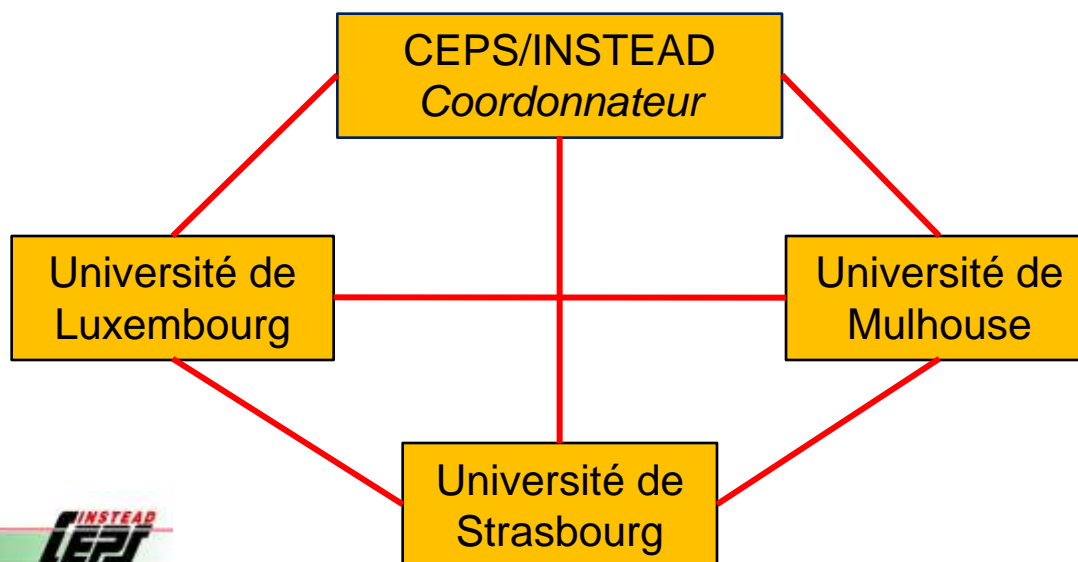 CEPS/INSTEAD
Coordonnateur
Université de
Luxembourg
Université de
Mulhouse
Université de
Strasbourg
INSTEAD
CEPS